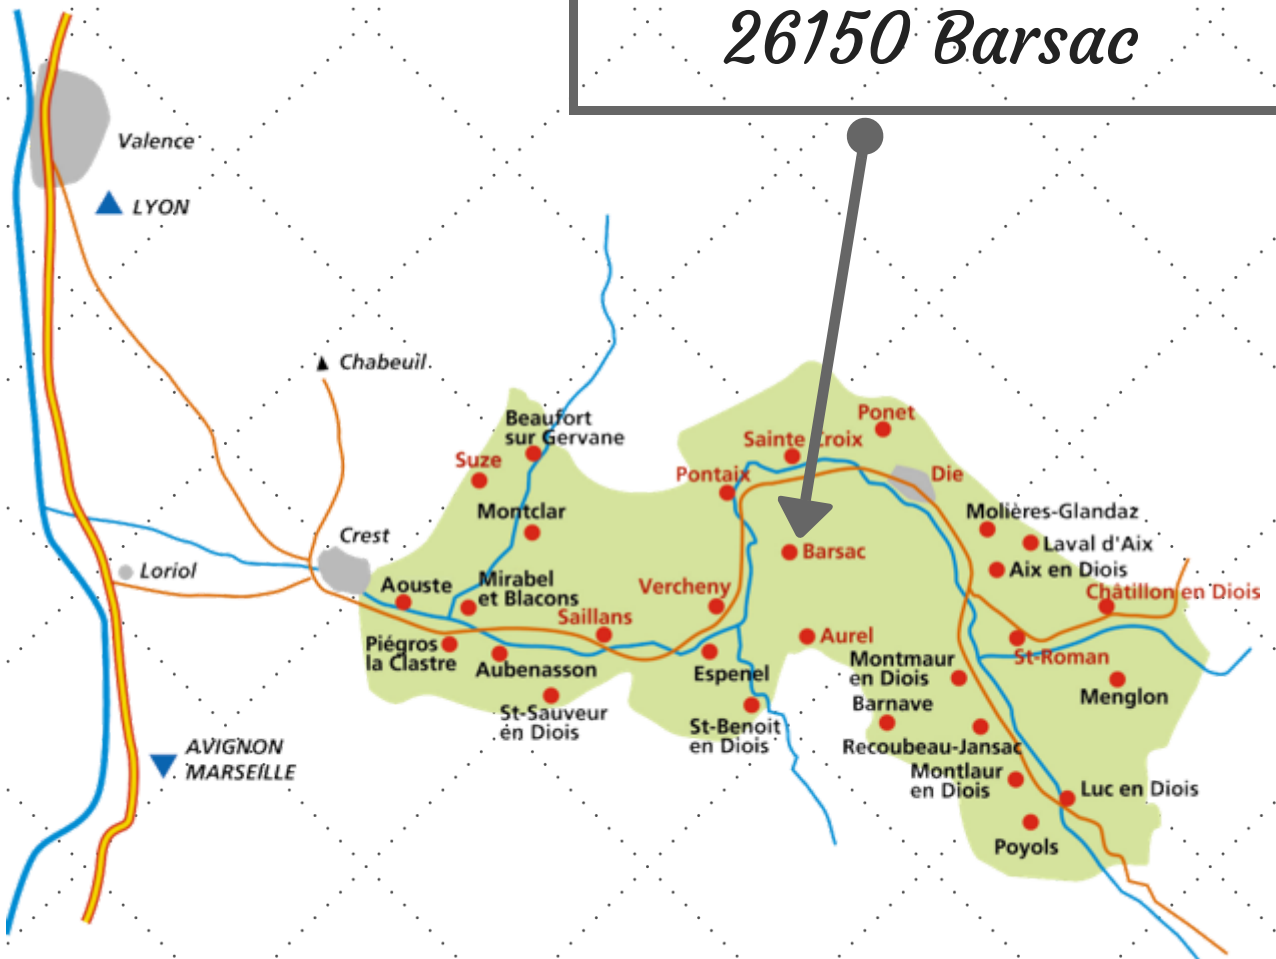 26150 Barsac
Valence
LYON
Chabeuil
Beaufort
sur Gervane
Ponet
Sainte Croix
Suze
Pontaix
Die
Montclar
Molières-Glandaz
Crest
Laval d'Aix
Barsac
Loriol
Aix en Diois
Aouste
Mirabel
et Blacons
Vercheny
Châtillon en Diois
Saillans
Aurel
Piégros
la Clastre
Aubenasson
Espenel
Montmaur
en Diois
St-Roman
Menglon
St-Sauveur
en Diois
St-Benoit
en Diois
Barnave
Recoubeau-Jansac
AVIGNON
MARSEILLE
Montlaur
en Diois
Luc en Diois
Poyols